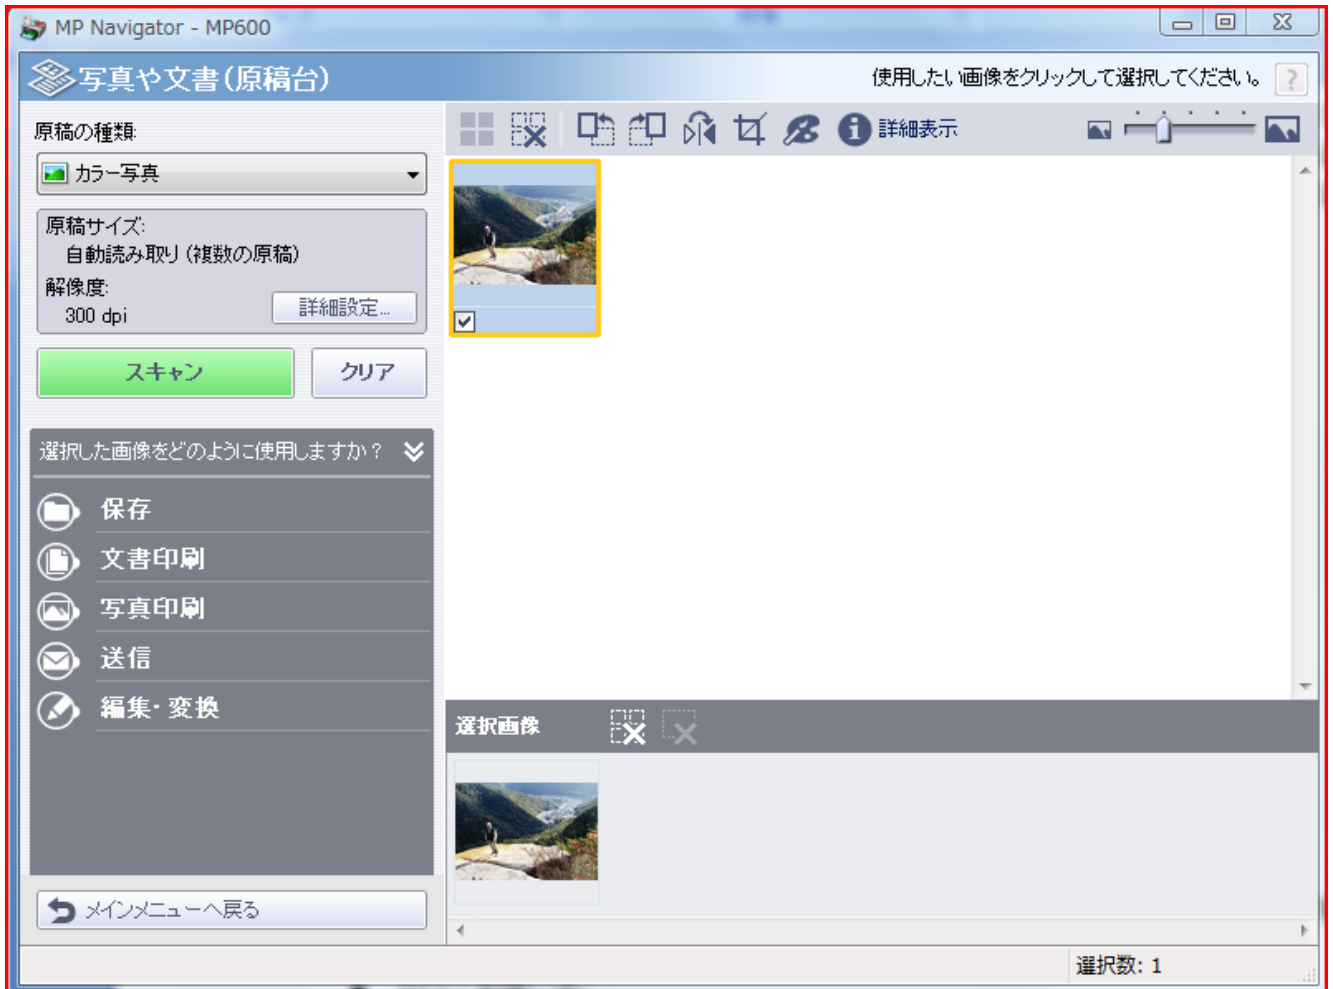 MP Navigator - MP600
写真や文書(原稿台)
使用したい画像をクリックして選択してください。
?
原稿の種類:
カラー写真
原稿サイズ:
自動読み取り(複数の原稿)
解像度:
300 dpi
詳細設定...
スキャン
クリア
詳細表示
選択した画像をどのように使用しますか?
保存
文書印刷
写真印刷
送信
編集・変換
メインメニューへ戻る
選択画像
選択数: 1